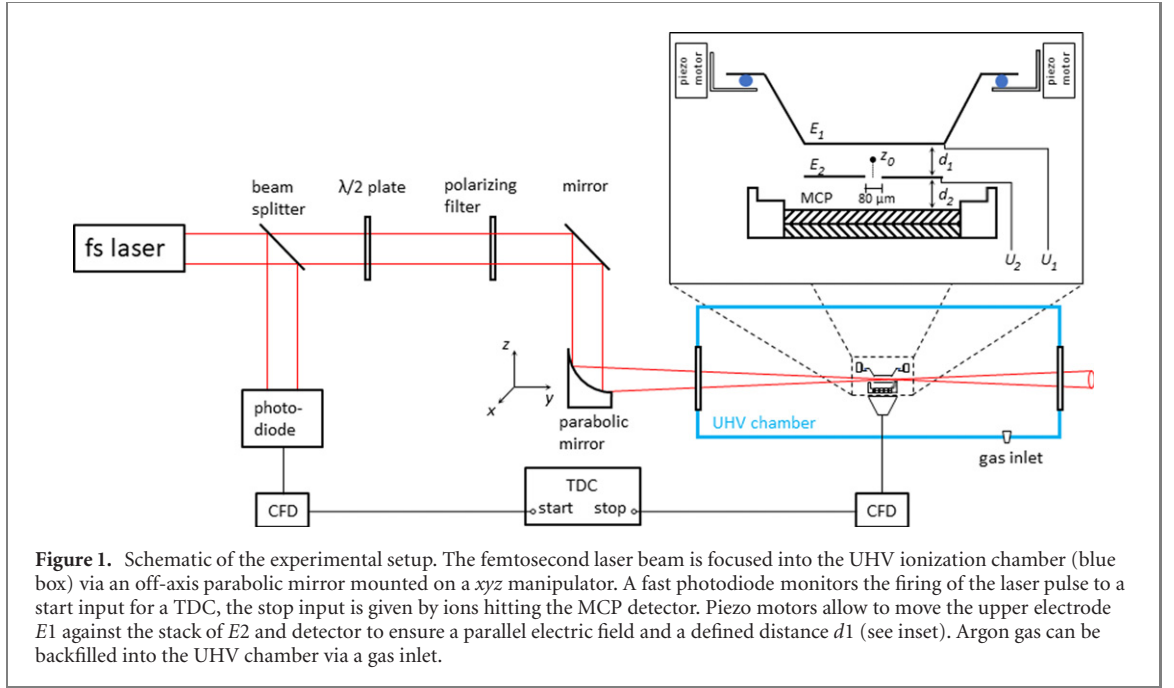 piezo
motor
piezo
motor
E1
z0
E2
d1
MCP
80 µm
d2
U2
U1
beam
splitter
λ/2 plate
polarizing
filter
mirror
fs laser
z
y
x
photo-
diode
parabolic
mirror
UHV chamber
gas inlet
CFD
TDC
start
stop
CFD
Figure 1. Schematic of the experimental setup. The femtosecond laser beam is focused into the UHV ionization chamber (blue
box) via an off-axis parabolic mirror mounted on a xyz manipulator. A fast photodiode monitors the firing of the laser pulse to a
start input for a TDC, the stop input is given by ions hitting the MCP detector. Piezo motors allow to move the upper electrode
E1 against the stack of E2 and detector to ensure a parallel electric field and a defined distance d1 (see inset). Argon gas can be
backfilled into the UHV chamber via a gas inlet.